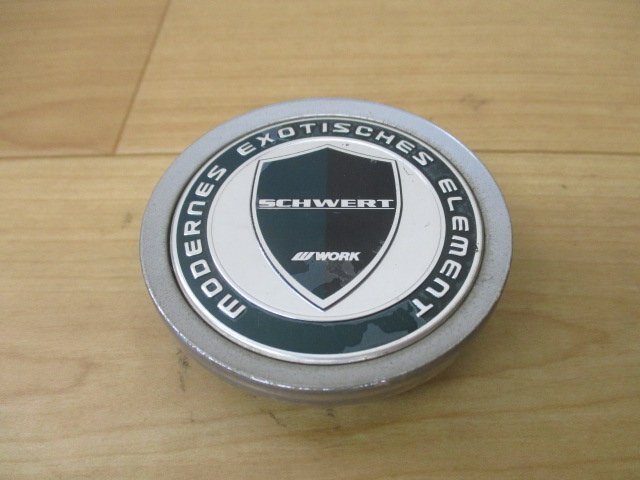 MODERNES EXOTISCHES ELEMENT
SCHWERT
WORK